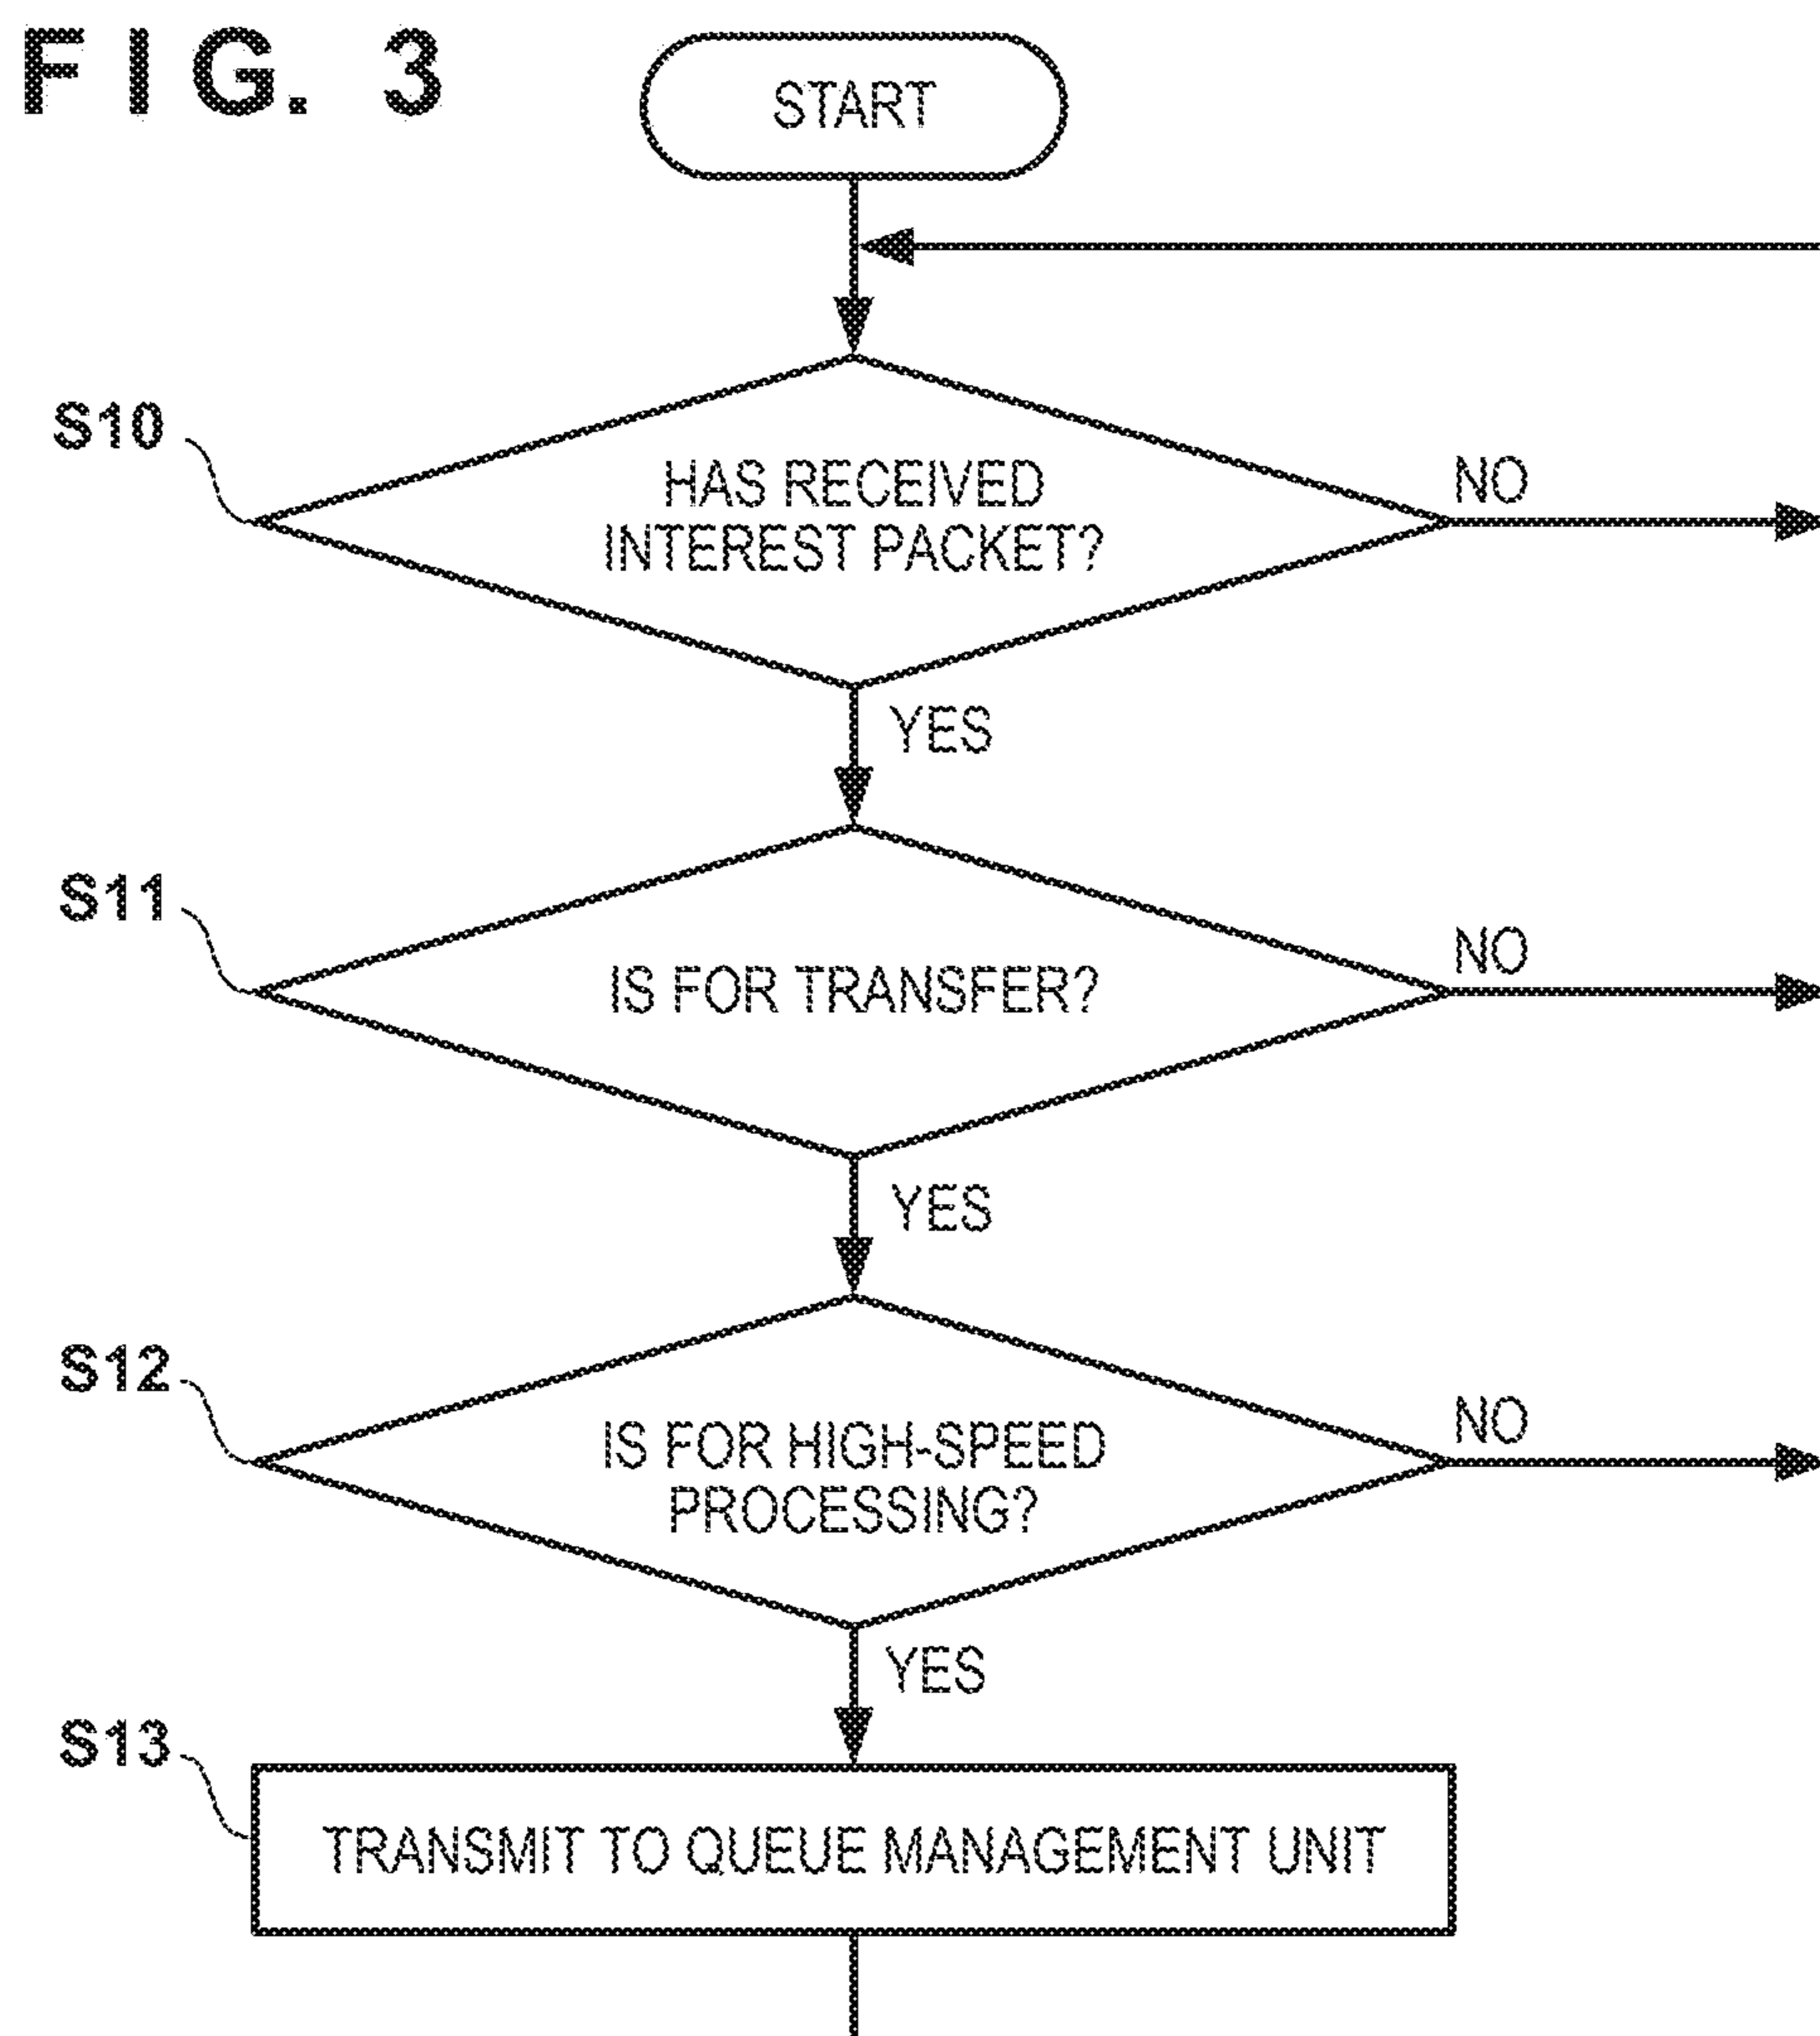 FIG. 3
START
S10
HAS RECEIVED
INTEREST PACKET?
NO
YES
S11
IS FOR TRANSFER?
NO
YES
S12
IS FOR HIGH-SPEED
PROCESSING?
NO
YES
S13
TRANSMIT TO QUEUE MANAGEMENT UNIT